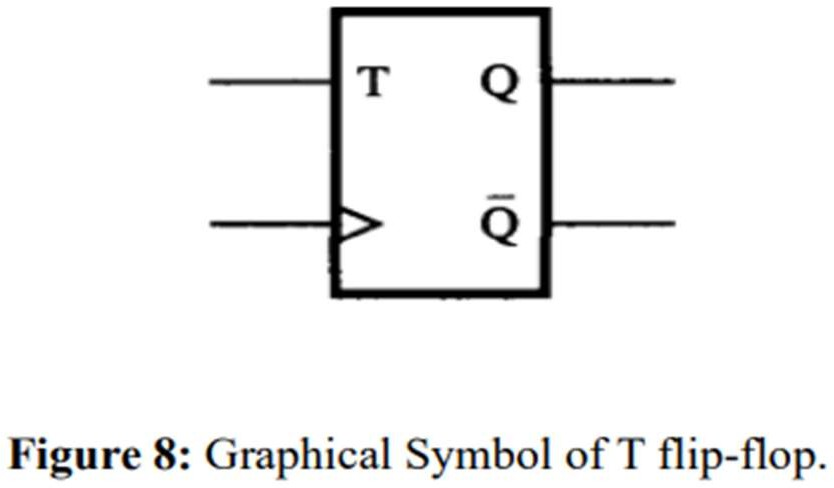 T Q
Q̅
Figure 8: Graphical Symbol of T flip-flop.